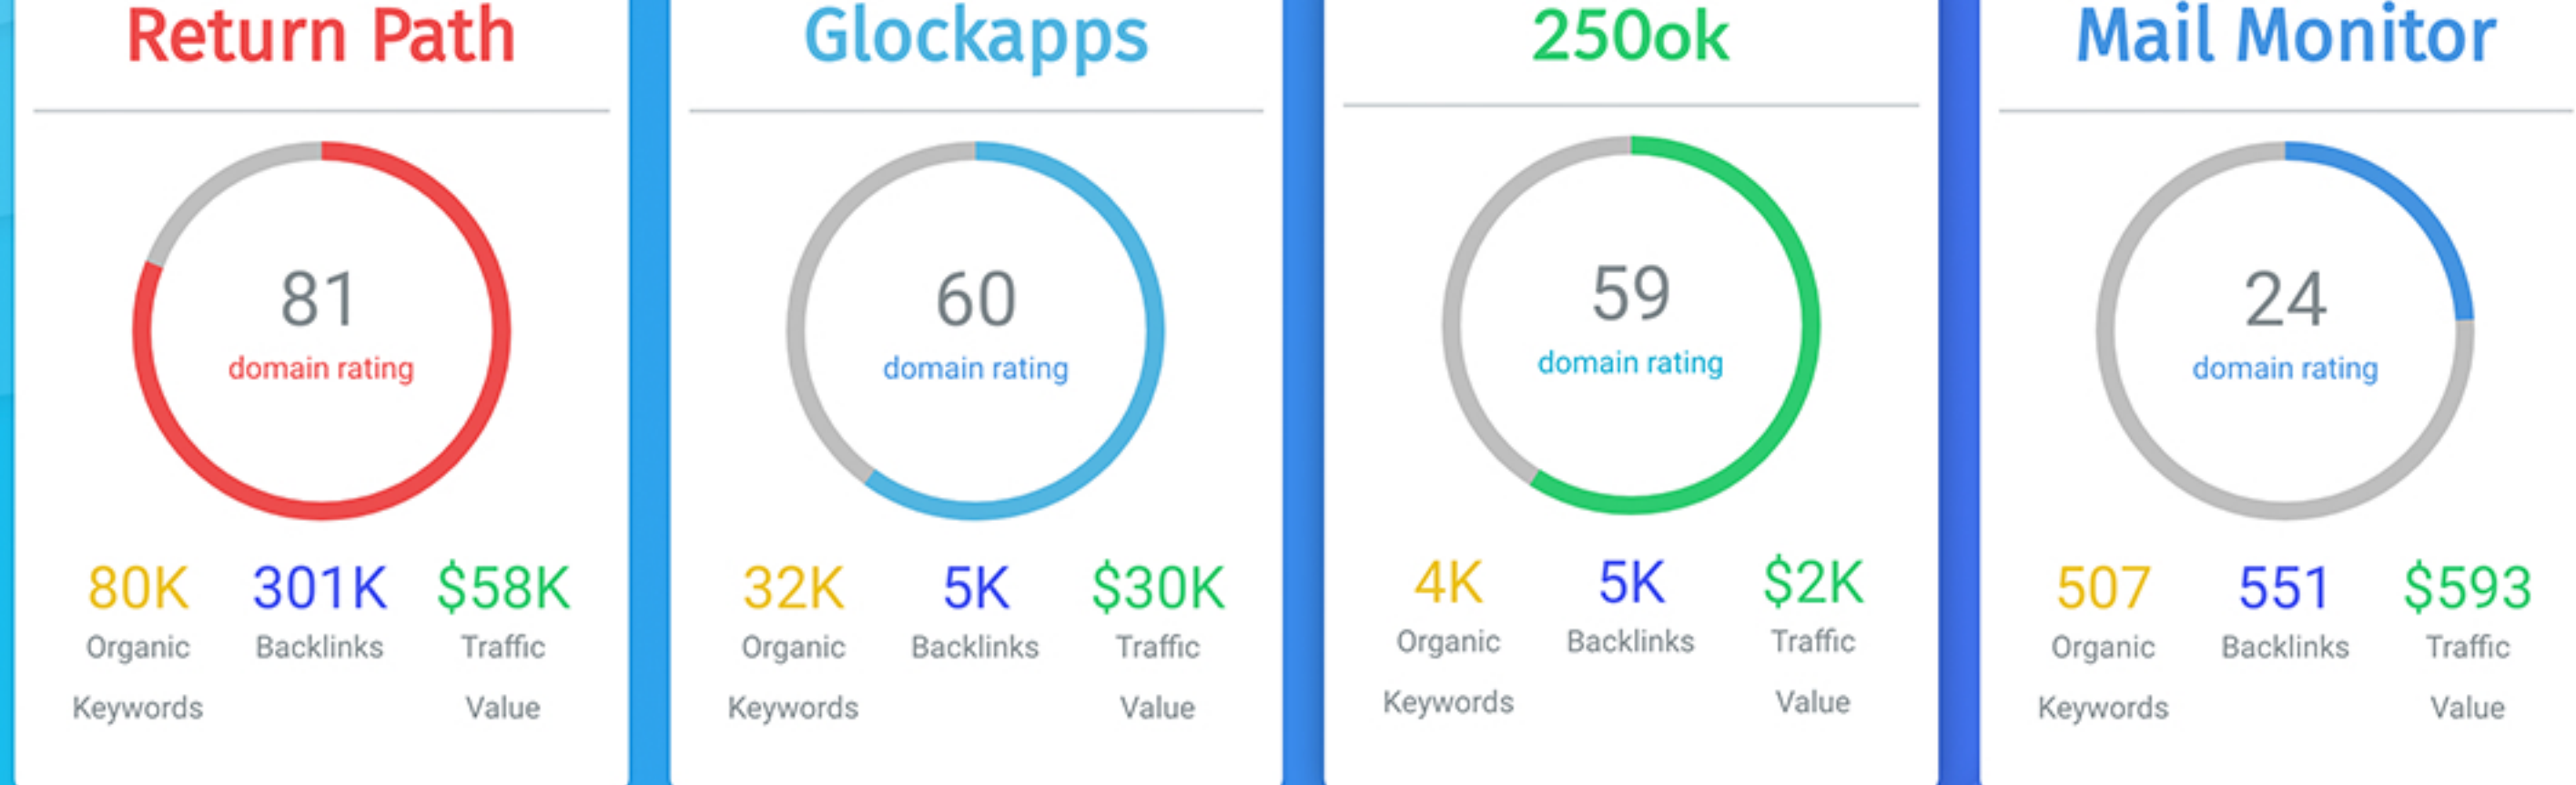 Return Path
81
domain rating
80K 301K $58K
Organic Backlinks Traffic
Keywords Value
Glockapps
60
domain rating
32K 5K $30K
Organic Backlinks Traffic
Keywords Value
250ok
59
domain rating
4K 5K $2K
Organic Backlinks Traffic
Keywords Value
Mail Monitor
24
domain rating
507 551 $593
Organic Backlinks Traffic
Keywords Value